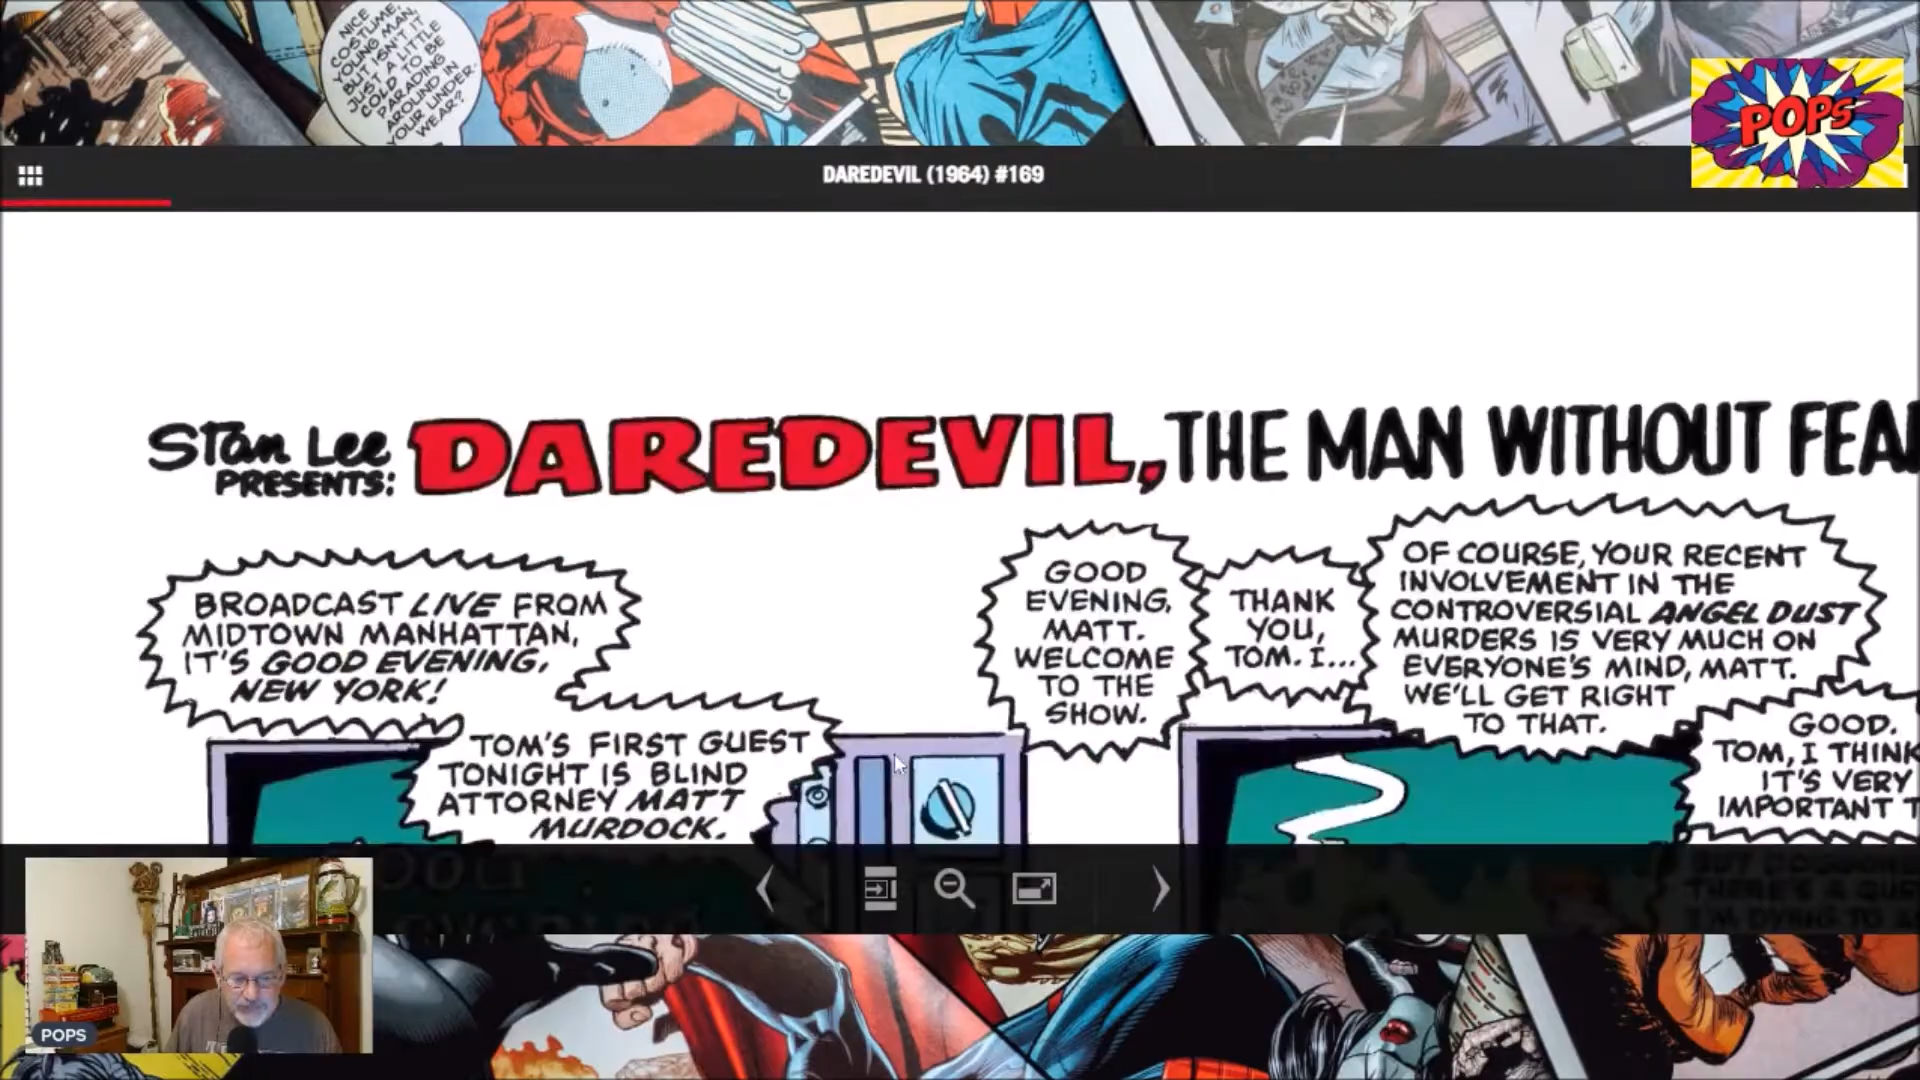 NICE
COSTUME,
YOUNG MAN,
BUT ISN'T IT
JUST A LITTLE
COLD TO BE
PARADING
AROUND IN
YOUR UNDER-
WEAR?
POPS
DAREDEVIL (1964) #169
Stan Lee
PRESENTS:
DAREDEVIL, THE MAN WITHOUT FEA
BROADCAST LIVE FROM
MIDTOWN MANHATTAN,
IT'S GOOD EVENING,
NEW YORK!
TOM'S FIRST GUEST
TONIGHT IS BLIND
ATTORNEY MATT
MURDOCK.
GOOD
EVENING,
MATT.
WELCOME
TO THE
SHOW.
THANK
YOU,
TOM. I...
OF COURSE, YOUR RECENT
INVOLVEMENT IN THE
CONTROVERSIAL ANGEL DUST
MURDERS IS VERY MUCH ON
EVERYONE'S MIND, MATT.
WE'LL GET RIGHT
TO THAT.
GOOD.
TOM, I THINK
IT'S VERY
IMPORTANT T
THERE'S A QUE
I'M DYING TO A
POPS